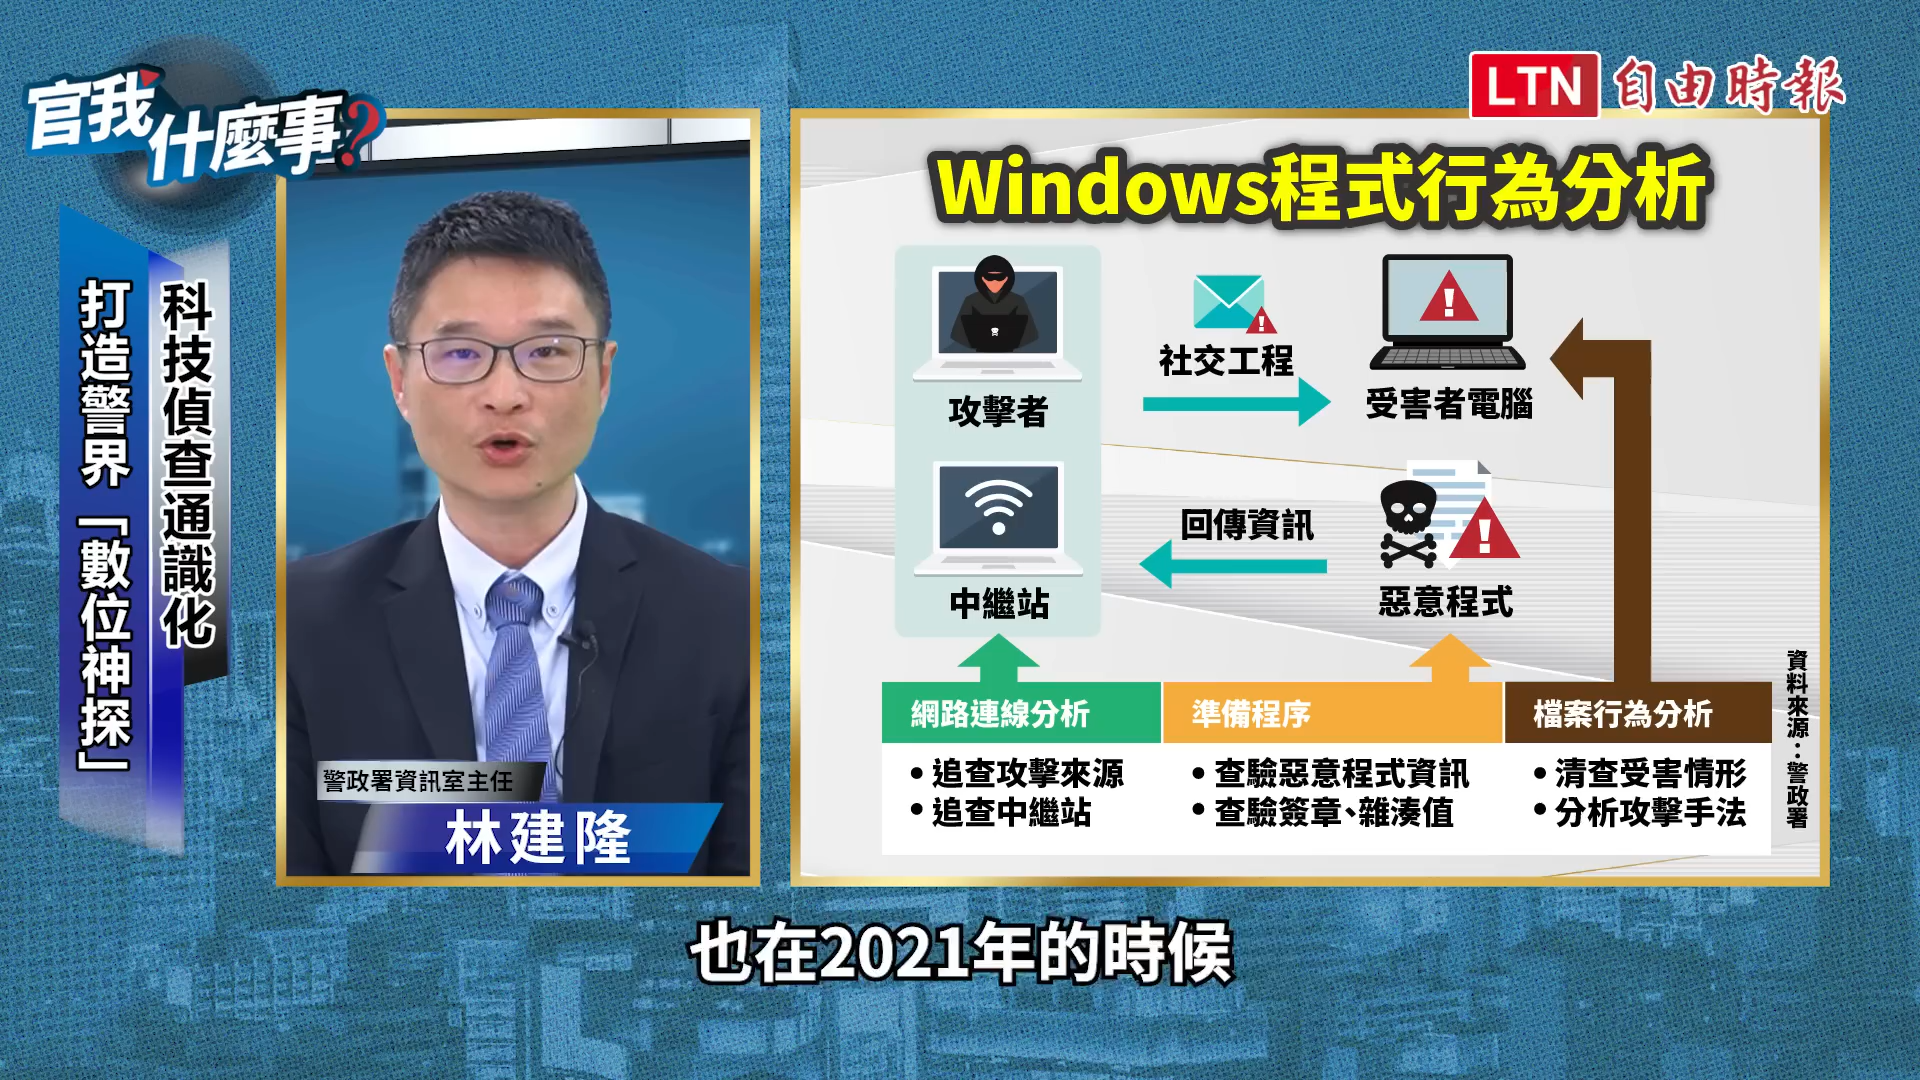 官我
什麼事?
LTN 自由時報
科技偵查通識化
打造警界「數位神探」
Windows程式行為分析
攻擊者
社交工程
受害者電腦
中繼站
回傳資訊
惡意程式
網路連線分析
•追查攻擊來源
•追查中繼站
準備程序
•查驗惡意程式資訊
•查驗簽章、雜湊值
檔案行為分析
•清查受害情形
•分析攻擊手法
資料來源：警政署
警政署資訊室主任
林建隆
也在2021年的時候